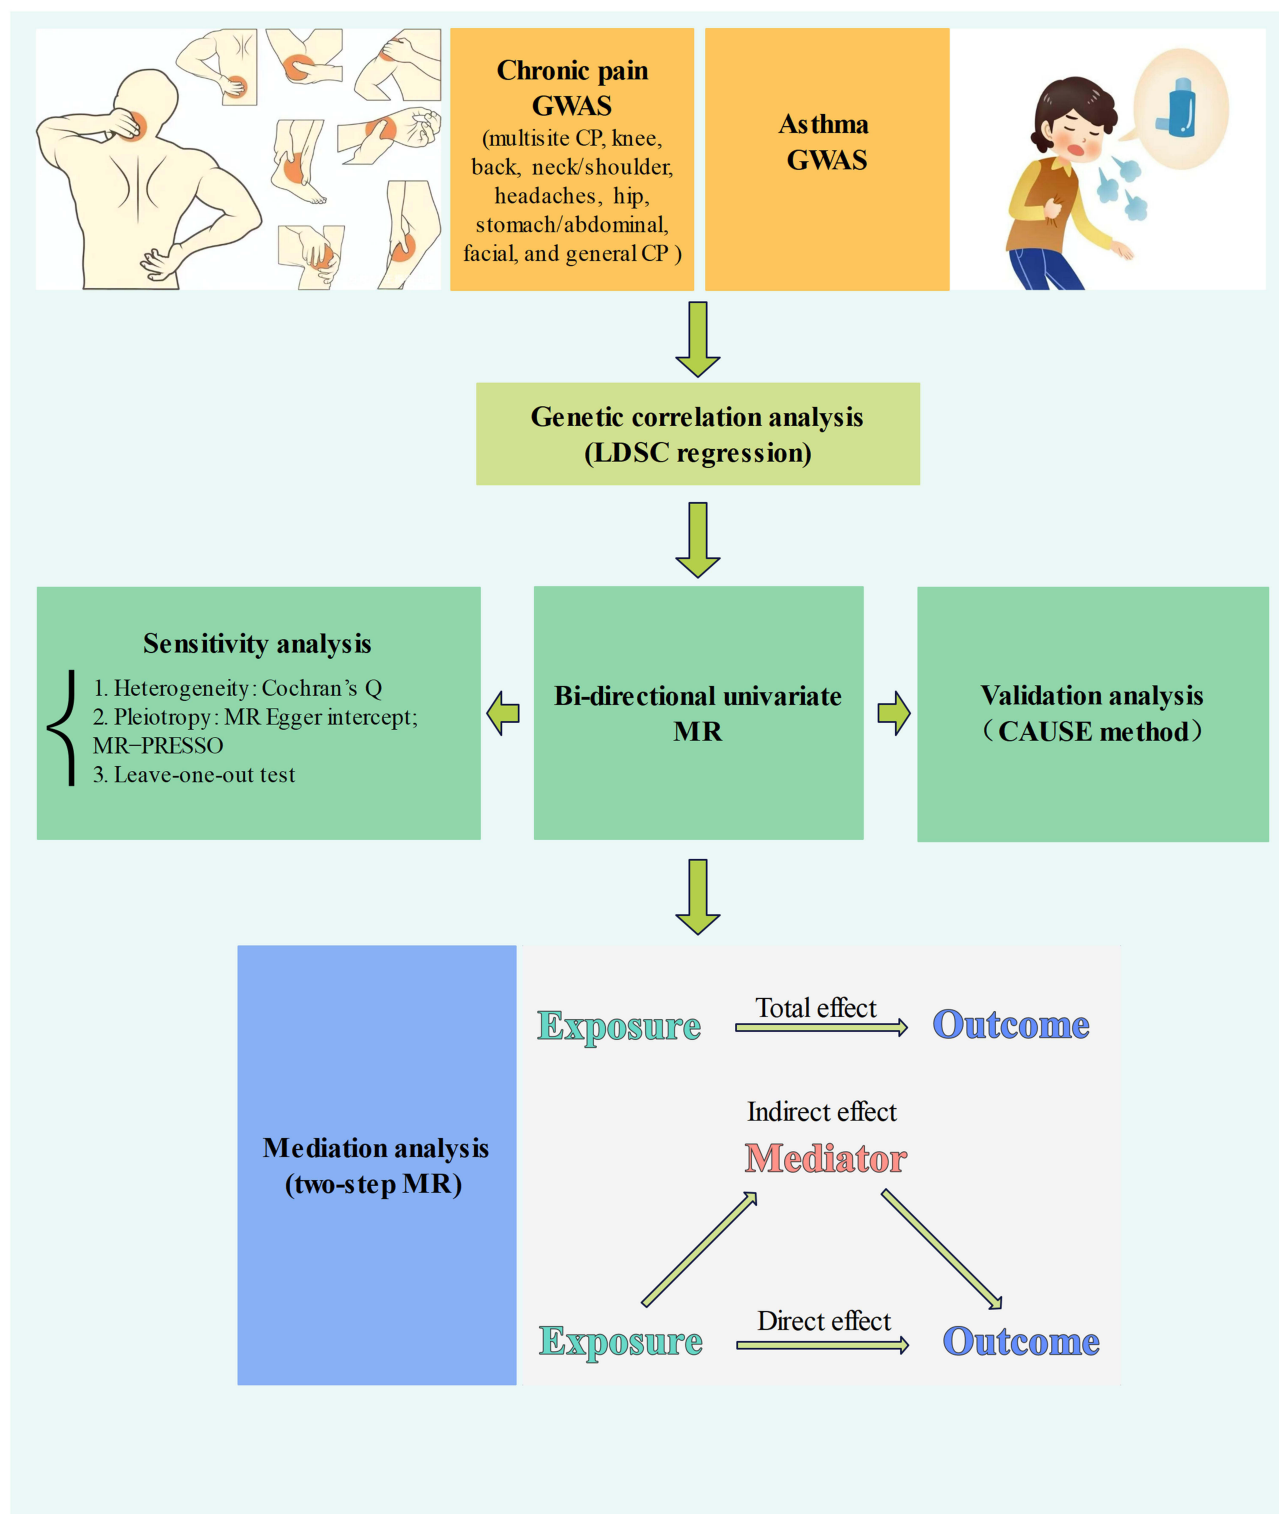 Chronic pain
GWAS
(multisite CP, knee,
back, neck/shoulder,
headaches, hip,
stomach/abdominal,
facial, and general CP )
Asthma
GWAS
Genetic correlation analysis
(LDSC regression)
Sensitivity analysis
1. Heterogeneity: Cochran’s Q
2. Pleiotropy: MR Egger intercept;
MR−PRESSO
3. Leave-one-out test
Bi-directional univariate
MR
Validation analysis
（CAUSE method）
Mediation analysis
(two-step MR)
Total effect
Exposure
Outcome
Indirect effect
Mediator
Direct effect
Exposure
Outcome